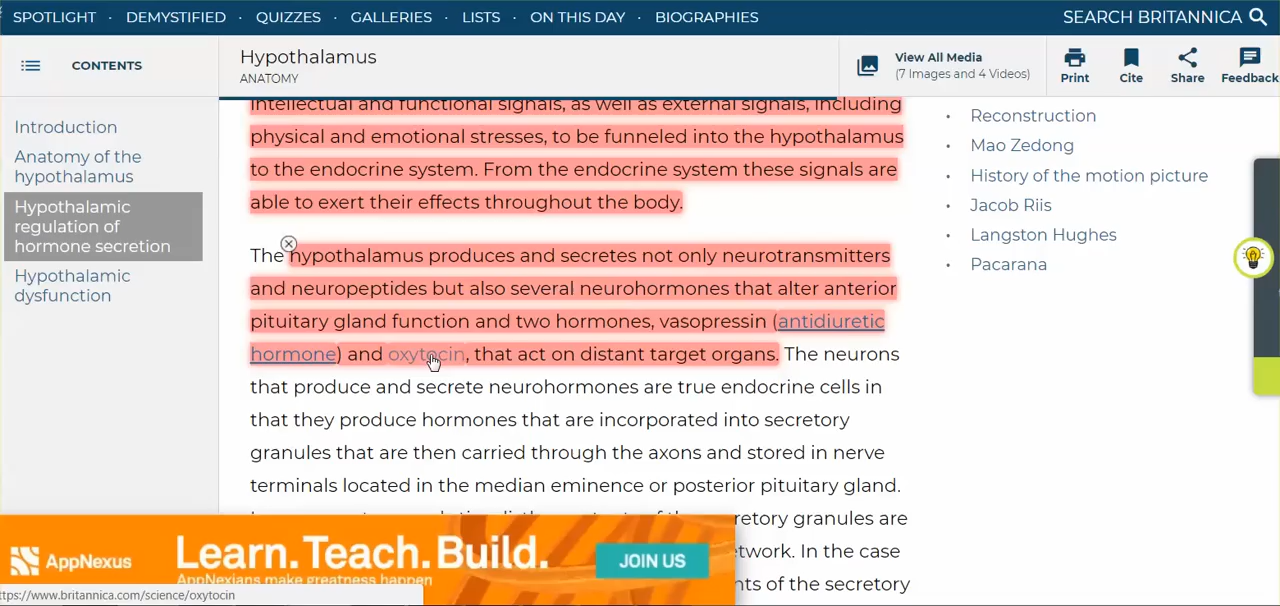 SPOTLIGHT · DEMYSTIFIED · QUIZZES · GALLERIES · LISTS · ON THIS DAY · BIOGRAPHIES
SEARCH BRITANNICA
CONTENTS
Hypothalamus
ANATOMY
View All Media
(7 Images and 4 Videos)
Print
Cite
Share
Feedback
Introduction
Anatomy of the
hypothalamus
Hypothalamic
regulation of
hormone secretion
Hypothalamic
dysfunction
intellectual and functional signals, as well as external signals, including
physical and emotional stresses, to be funneled into the hypothalamus
to the endocrine system. From the endocrine system these signals are
able to exert their effects throughout the body.
The hypothalamus produces and secretes not only neurotransmitters
and neuropeptides but also several neurohormones that alter anterior
pituitary gland function and two hormones, vasopressin (antidiuretic
hormone) and oxytocin, that act on distant target organs. The neurons
that produce and secrete neurohormones are true endocrine cells in
that they produce hormones that are incorporated into secretory
granules that are then carried through the axons and stored in nerve
terminals located in the median eminence or posterior pituitary gland.
retory granules are
twork. In the case
nts of the secretory
• Reconstruction
• Mao Zedong
• History of the motion picture
• Jacob Riis
• Langston Hughes
• Pacarana
AppNexus
Learn.Teach.Build.
AppNexians make greatness happen
JOIN US
ttps://www.britannica.com/science/oxytocin